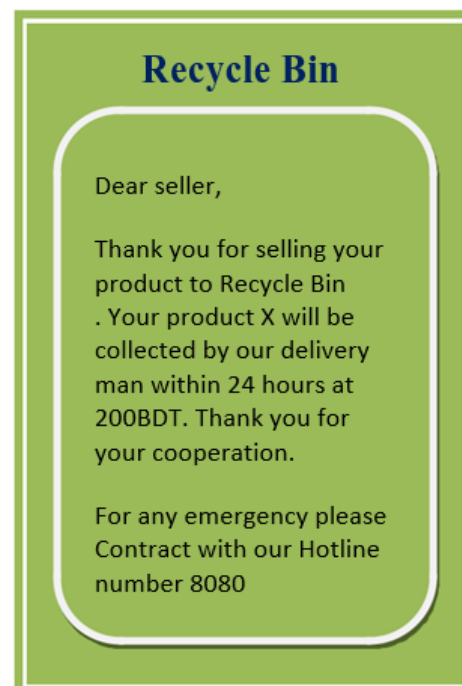 Recycle Bin
Dear seller,
Thank you for selling your
product to Recycle Bin
. Your product X will be
collected by our delivery
man within 24 hours at
200BDT. Thank you for
your cooperation.
For any emergency please
Contract with our Hotline
number 8080